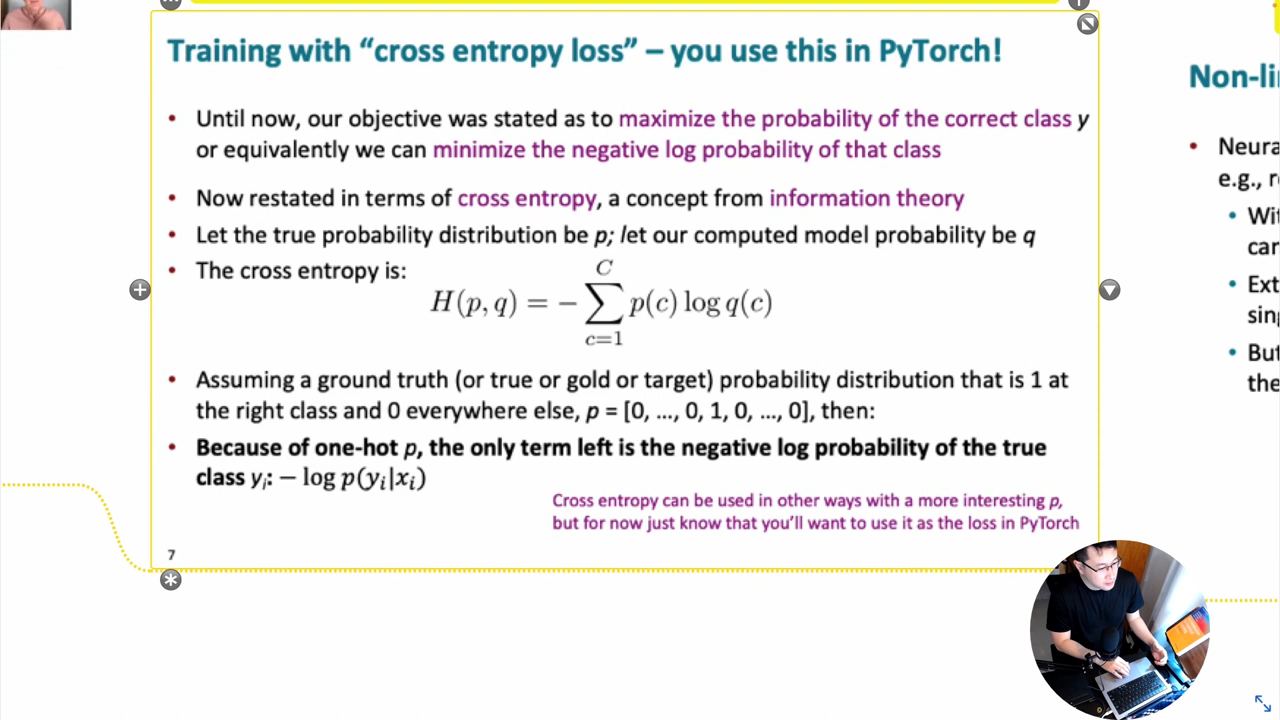 Training with “cross entropy loss” – you use this in PyTorch!
• Until now, our objective was stated as to maximize the probability of the correct class y
or equivalently we can minimize the negative log probability of that class
• Now restated in terms of cross entropy, a concept from information theory
• Let the true probability distribution be p; let our computed model probability be q
• The cross entropy is:
H(p, q) = − ∑_{c=1}^{C} p(c) log q(c)
• Assuming a ground truth (or true or gold or target) probability distribution that is 1 at
the right class and 0 everywhere else, p = [0, …, 0, 1, 0, …, 0], then:
• Because of one-hot p, the only term left is the negative log probability of the true
class yᵢ: − log p(yᵢ|xᵢ)
Cross entropy can be used in other ways with a more interesting p,
but for now just know that you’ll want to use it as the loss in PyTorch
7
Non-li
• Neura
e.g., r
• Wit
car
• Ext
sing
• But
the